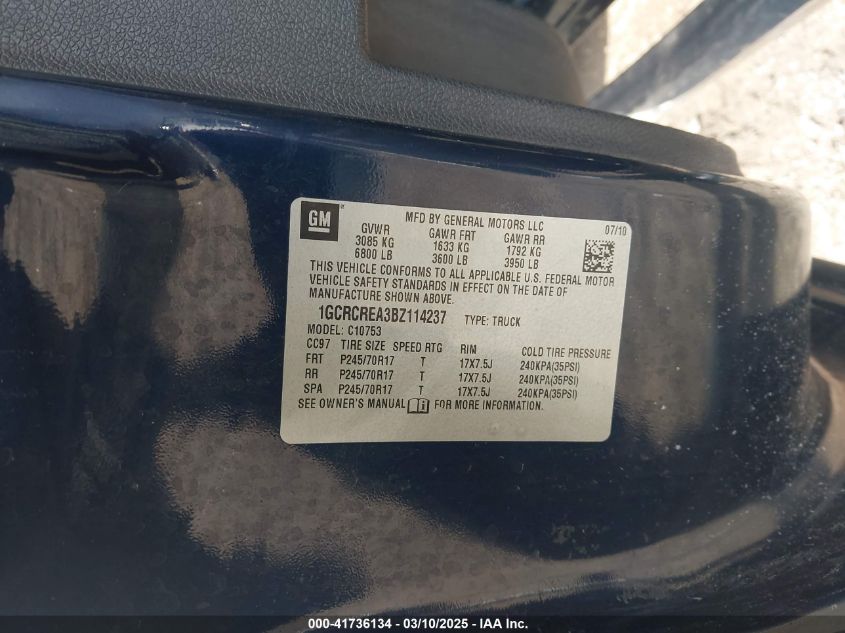 GM
MFD BY GENERAL MOTORS LLC 07/10
GVWR GAWR FRT GAWR RR
3085 KG 1633 KG 1792 KG
6800 LB 3600 LB 3950 LB
THIS VEHICLE CONFORMS TO ALL APPLICABLE U.S. FEDERAL MOTOR
VEHICLE SAFETY STANDARDS IN EFFECT ON THE DATE OF
MANUFACTURE SHOWN ABOVE.
1GCRCREA3BZ114237 TYPE: TRUCK
MODEL: C10753
CC97 TIRE SIZE SPEED RTG RIM COLD TIRE PRESSURE
FRT P245/70R17 T 17X7.5J 240KPA(35PSI)
RR P245/70R17 T 17X7.5J 240KPA(35PSI)
SPA P245/70R17 T 17X7.5J 240KPA(35PSI)
SEE OWNER'S MANUAL FOR MORE INFORMATION.
000-41736134 — 03/10/2025 — IAA Inc.